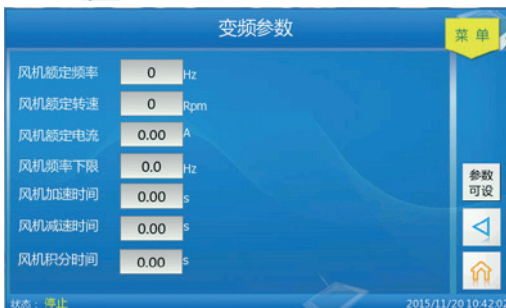 变频参数
菜 单
风机额定频率 0 Hz
风机额定转速 0 Rpm
风机额定电流 0.00 A
风机频率下限 0.0 Hz
风机加速时间 0.00 s
风机减速时间 0.00 s
风机积分时间 0.00 s
参数
可设
状态： 停止 2015/11/20 10:42:02